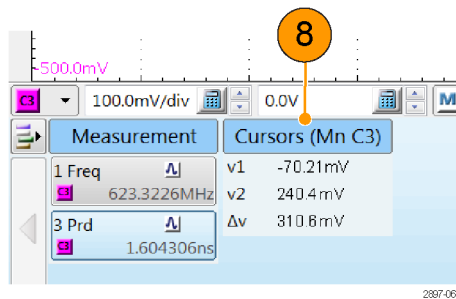 8
-500.0mV
C3 100.0mV/div 0.0V M
Measurement Cursors (Mn C3)
1 Freq v1 -70.21mV
C3 623.3226MHz v2 240.4mV
3 Prd Δv 310.6mV
C3 1.604306ns
2897-06